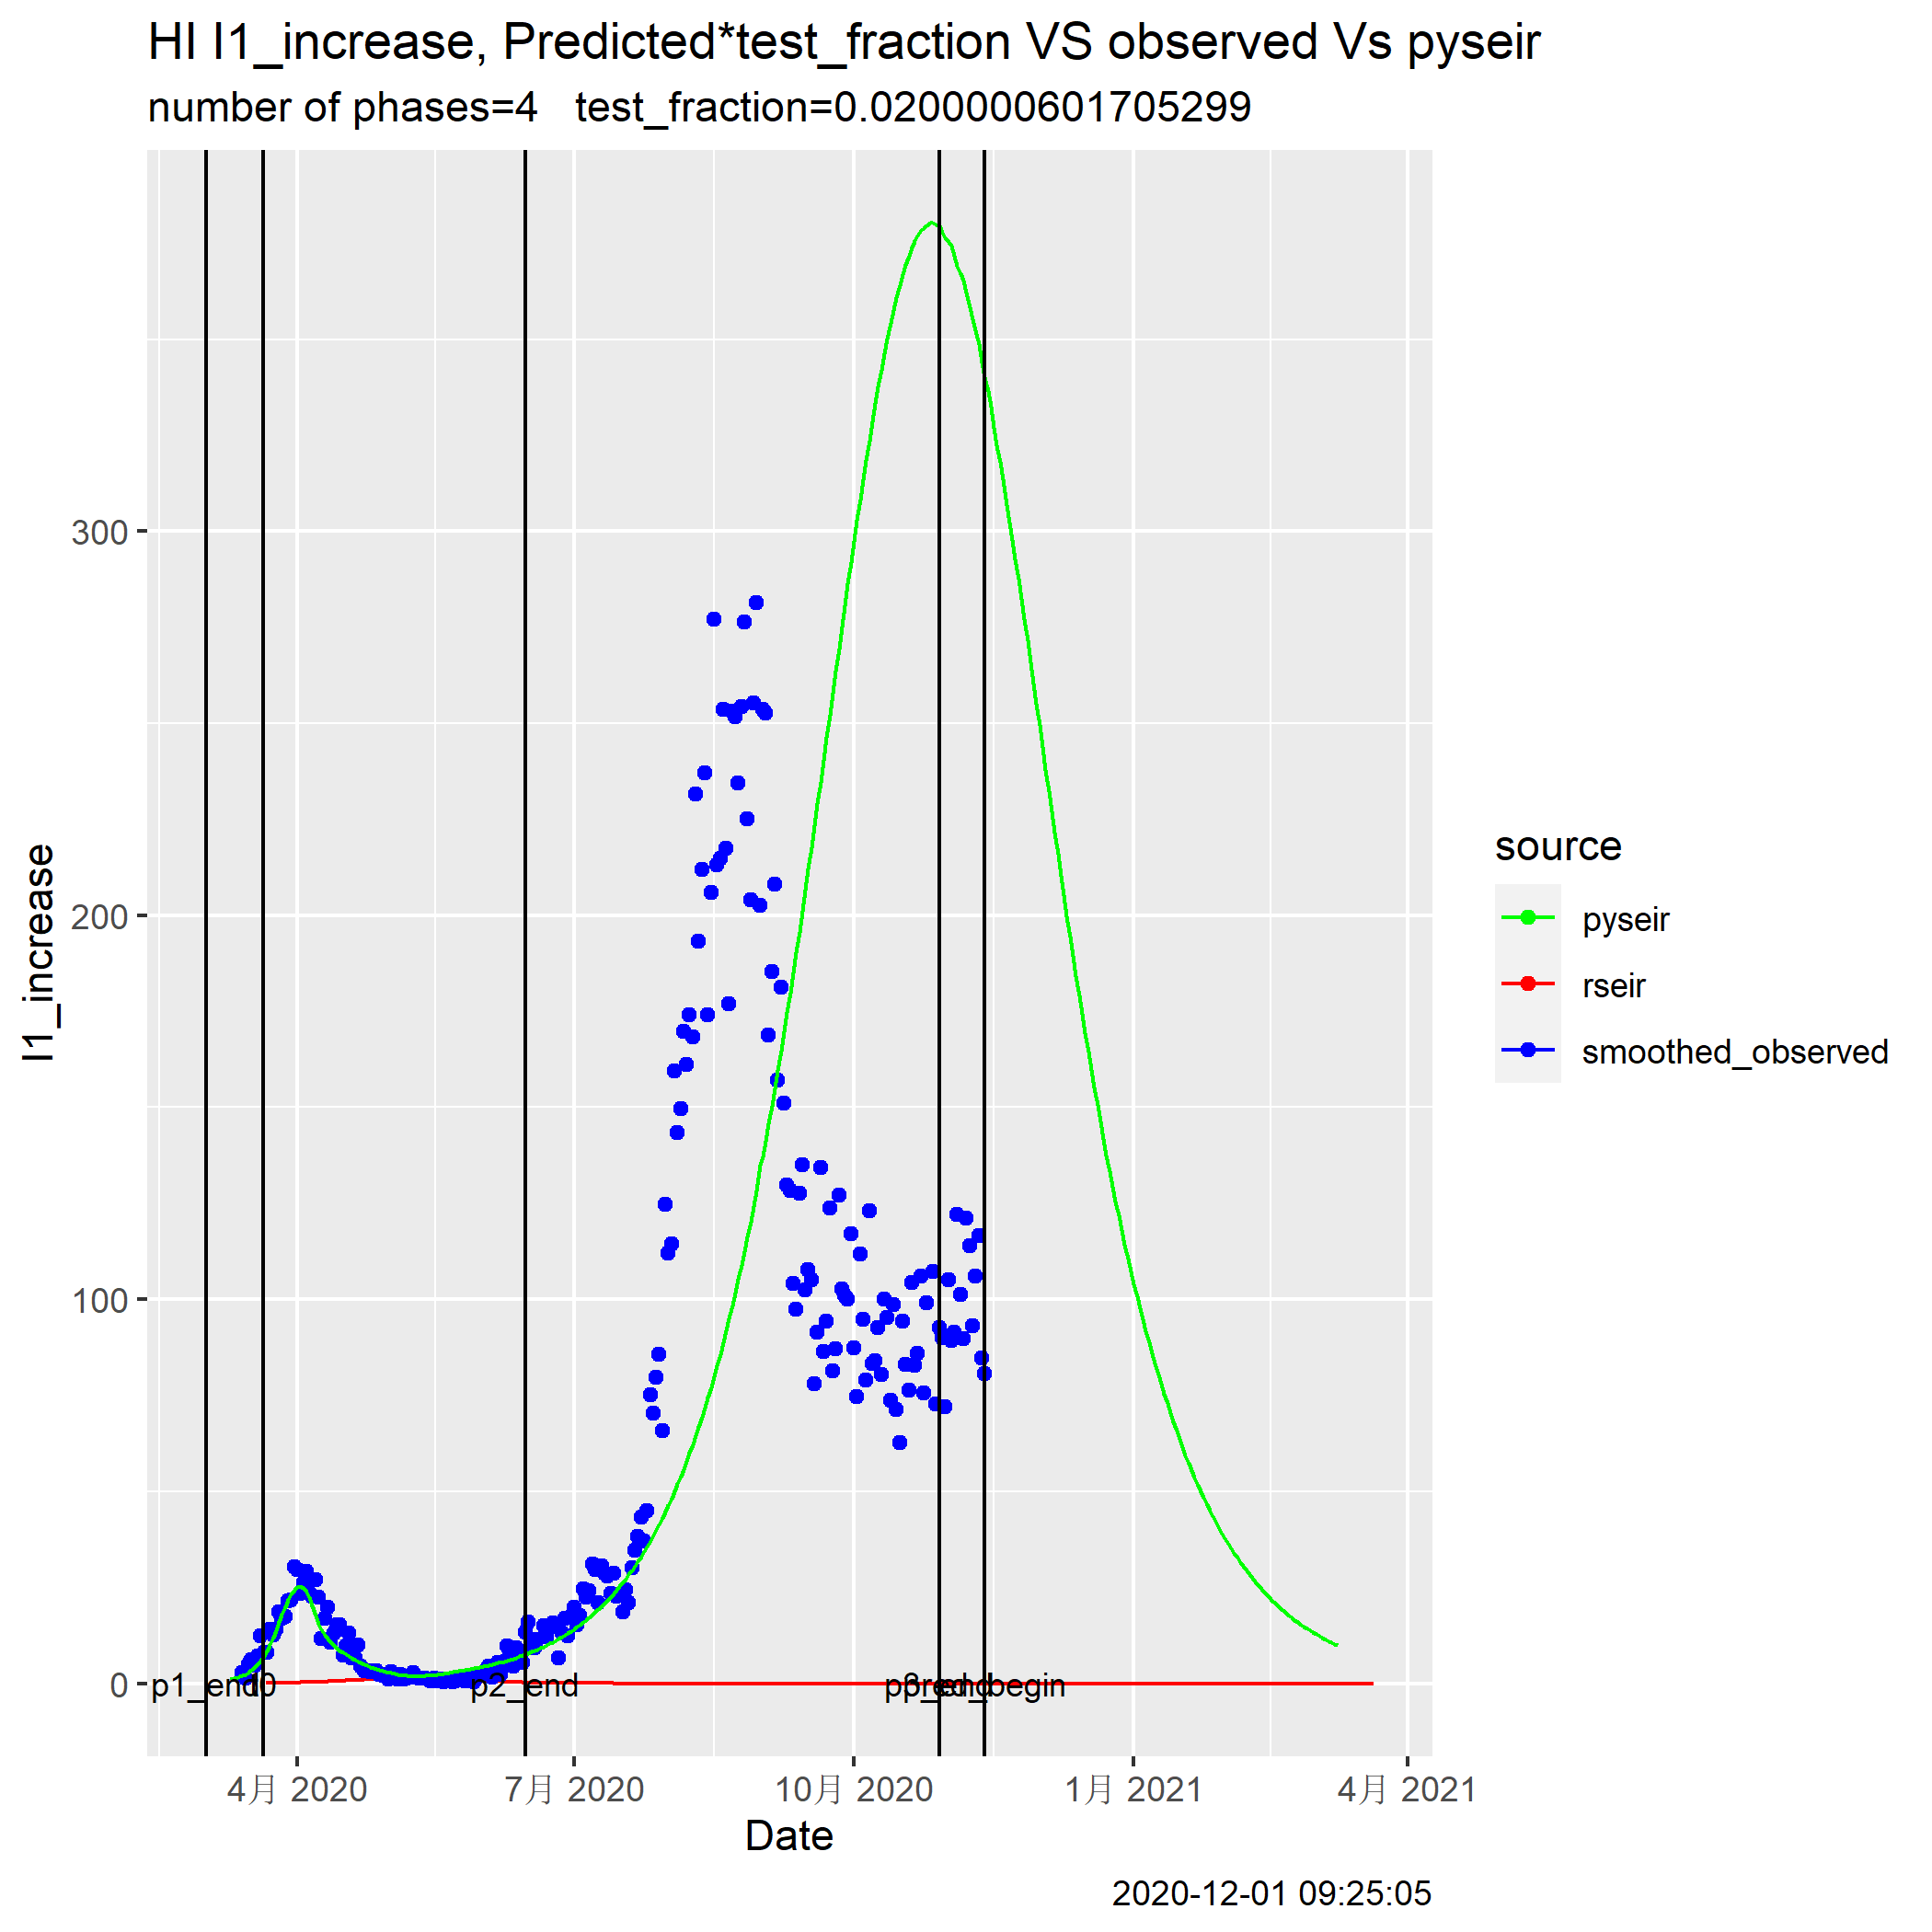 HI I1_increase, Predicted*test_fraction VS observed Vs pyseir
number of phases=4 test_fraction=0.0200000601705299
I1_increase
300
200
100
0
p1_end
p2_end
4月 2020
7月 2020
10月 2020
1月 2021
4月 2021
Date
source
pyseir
rseir
smoothed_observed
2020-12-01 09:25:05